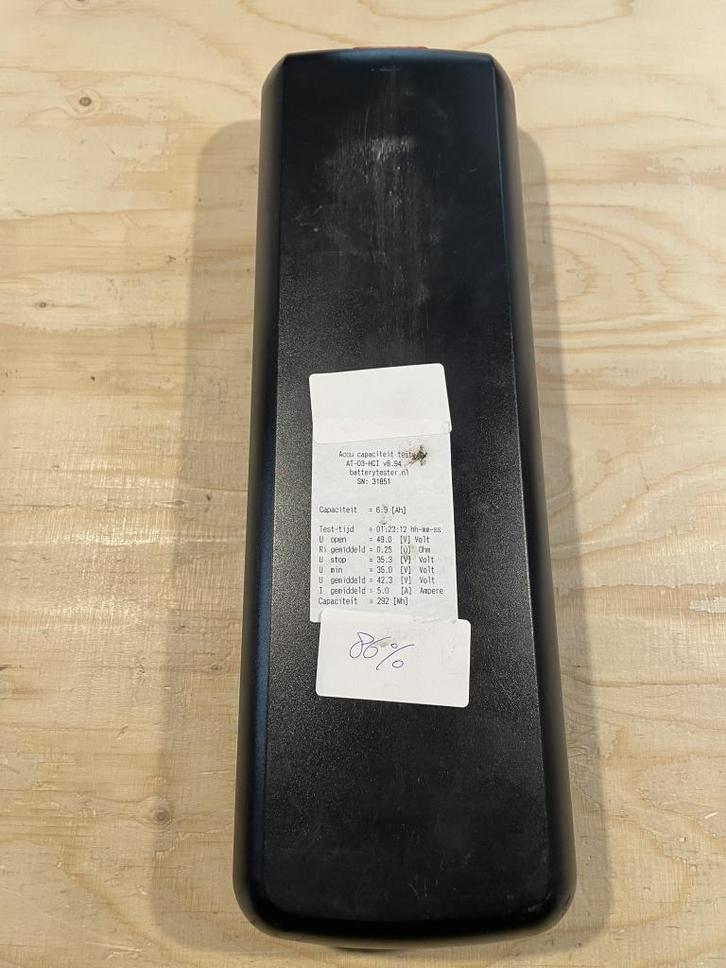 Accu capaciteit tester
AT-03-HCI v8.94
batterytester.nl
SN: 31851
Capaciteit = 6.9 [Ah]
Test-tijd = 01:23:12 hh-mm-ss
U open = 49.0 [V] Volt
Ri gemiddeld = 0.25 [Ω] Ohm
U stop = 35.3 [V] Volt
U min = 35.0 [V] Volt
U gemiddeld = 42.3 [V] Volt
I gemiddeld = 5.0 [A] Ampere
Capaciteit = 292 [Wh]
86%